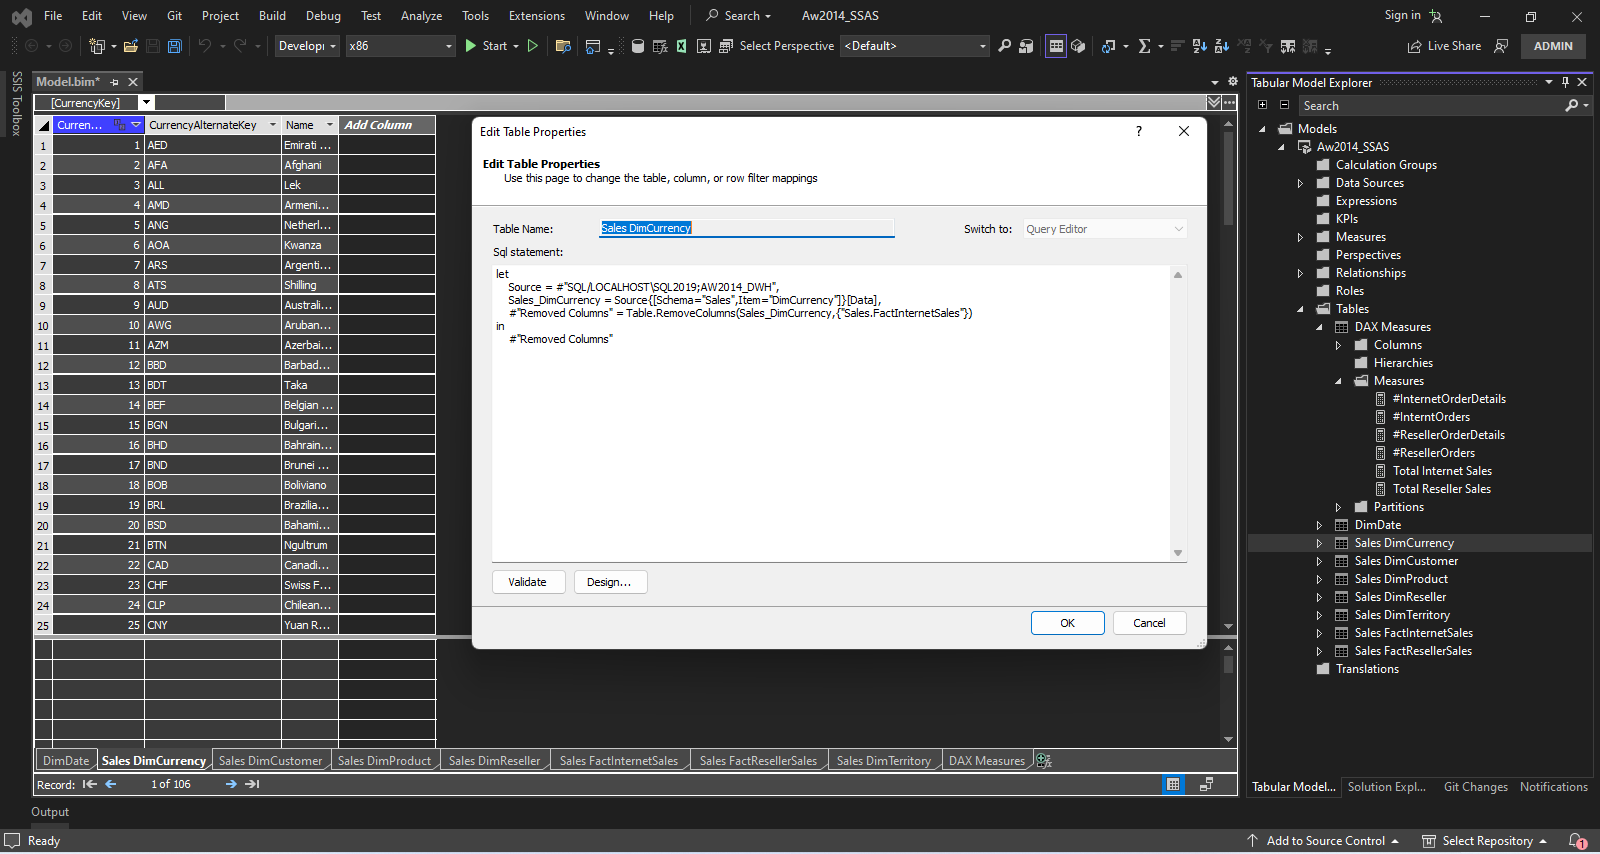 File Edit View Git Project Build Debug Test Analyze Tools Extensions Window Help Search Aw2014_SSAS Sign in
Developi x86 Start Select Perspective <Default> Live Share ADMIN
SSIS Toolbox
Model.bim*
[CurrencyKey]
Curren... CurrencyAlternateKey Name Add Column
1 1 AED Emirati ...
2 2 AFA Afghani
3 3 ALL Lek
4 4 AMD Armeni...
5 5 ANG Netherl...
6 6 AOA Kwanza
7 7 ARS Argenti...
8 8 ATS Shilling
9 9 AUD Australi...
10 10 AWG Aruban...
11 11 AZM Azerbai...
12 12 BBD Barbad...
13 13 BDT Taka
14 14 BEF Belgian ...
15 15 BGN Bulgari...
16 16 BHD Bahrain...
17 17 BND Brunei ...
18 18 BOB Boliviano
19 19 BRL Brazilia...
20 20 BSD Bahami...
21 21 BTN Ngultrum
22 22 CAD Canadi...
23 23 CHF Swiss F...
24 24 CLP Chilean...
25 25 CNY Yuan R...
Edit Table Properties ?
Edit Table Properties
Use this page to change the table, column, or row filter mappings
Table Name: Sales DimCurrency Switch to: Query Editor
Sql statement:
let
Source = #"SQL/LOCALHOST\SQL2019;AW2014_DWH",
Sales_DimCurrency = Source{[Schema="Sales",Item="DimCurrency"]}[Data],
#"Removed Columns" = Table.RemoveColumns(Sales_DimCurrency,{"Sales.FactInternetSales"})
in
#"Removed Columns"
Validate Design...
OK Cancel
DimDate Sales DimCurrency Sales DimCustomer Sales DimProduct Sales DimReseller Sales FactInternetSales Sales FactResellerSales Sales DimTerritory DAX Measures
Record: 1 of 106
Output
Ready
Tabular Model Explorer
Search
Models
Aw2014_SSAS
Calculation Groups
Data Sources
Expressions
KPIs
Measures
Perspectives
Relationships
Roles
Tables
DAX Measures
Columns
Hierarchies
Measures
#InternetOrderDetails
#InterntOrders
#ResellerOrderDetails
#ResellerOrders
Total Internet Sales
Total Reseller Sales
Partitions
DimDate
Sales DimCurrency
Sales DimCustomer
Sales DimProduct
Sales DimReseller
Sales DimTerritory
Sales FactInternetSales
Sales FactResellerSales
Translations
Tabular Model... Solution Expl... Git Changes Notifications
Add to Source Control Select Repository 1